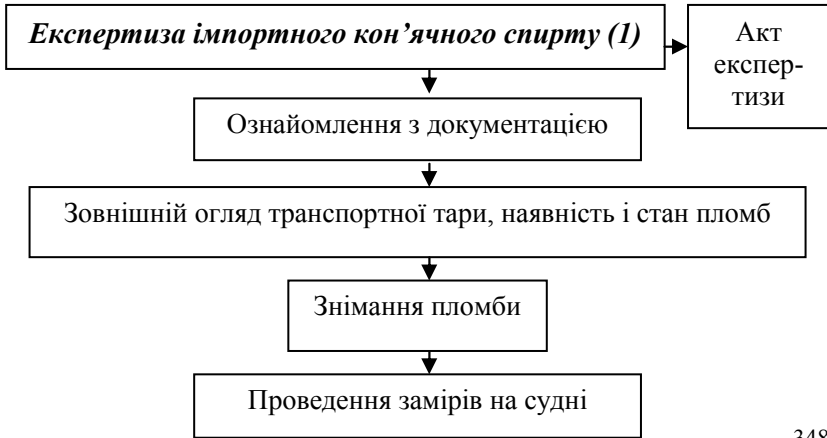 Експертиза імпортного кон’ячного спирту (1)
Акт
експер-
тизи
Ознайомлення з документацією
Зовнішній огляд транспортної тари, наявність і стан пломб
Знімання пломби
Проведення замірів на судні
348